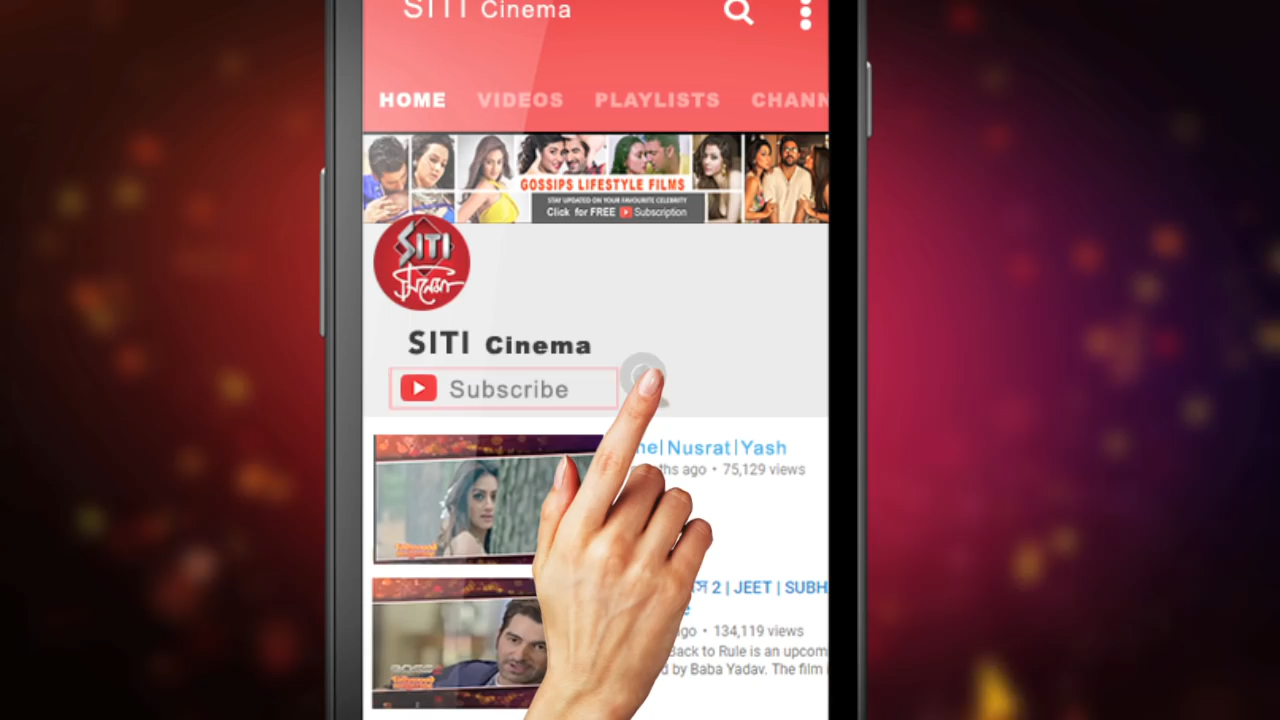 SITI Cinema
HOME VIDEOS PLAYLISTS CHANN
GOSSIPS LIFESTYLE FILMS
STAY UPDATED ON YOUR FAVOURITE CELEBRITY
Click for FREE Subscription
SITI
সিনেমা
SITI Cinema
Subscribe
ne|Nusrat|Yash
ths ago • 75,129 views
2 | JEET | SUBH
e
ago • 134,119 views
Back to Rule is an upcom
d by Baba Yadav. The film